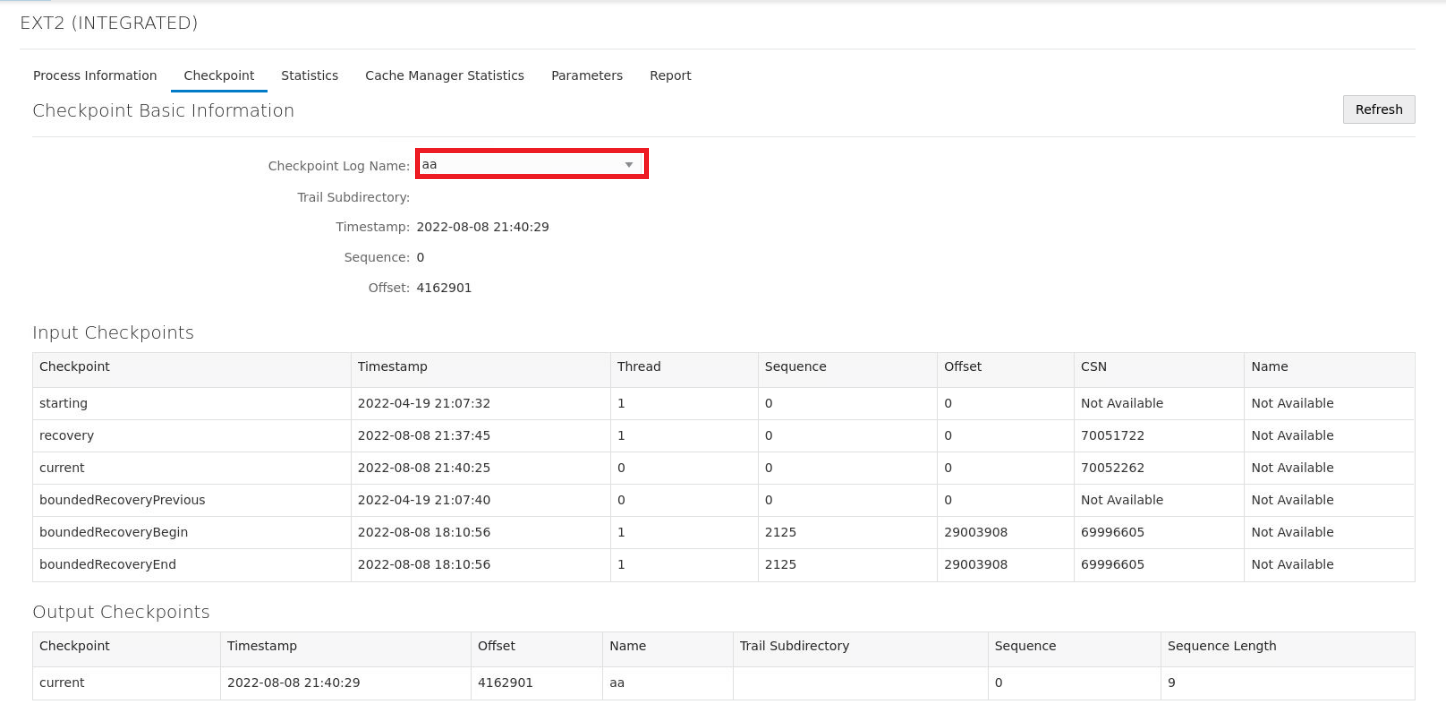 EXT2 (INTEGRATED)
Process Information Checkpoint Statistics Cache Manager Statistics Parameters Report
Checkpoint Basic Information Refresh
Checkpoint Log Name: aa
Trail Subdirectory:
Timestamp: 2022-08-08 21:40:29
Sequence: 0
Offset: 4162901
Input Checkpoints
Checkpoint Timestamp Thread Sequence Offset CSN Name
starting 2022-04-19 21:07:32 1 0 0 Not Available Not Available
recovery 2022-08-08 21:37:45 1 0 0 70051722 Not Available
current 2022-08-08 21:40:25 0 0 0 70052262 Not Available
boundedRecoveryPrevious 2022-04-19 21:07:40 0 0 0 Not Available Not Available
boundedRecoveryBegin 2022-08-08 18:10:56 1 2125 29003908 69996605 Not Available
boundedRecoveryEnd 2022-08-08 18:10:56 1 2125 29003908 69996605 Not Available
Output Checkpoints
Checkpoint Timestamp Offset Name Trail Subdirectory Sequence Sequence Length
current 2022-08-08 21:40:29 4162901 aa 0 9